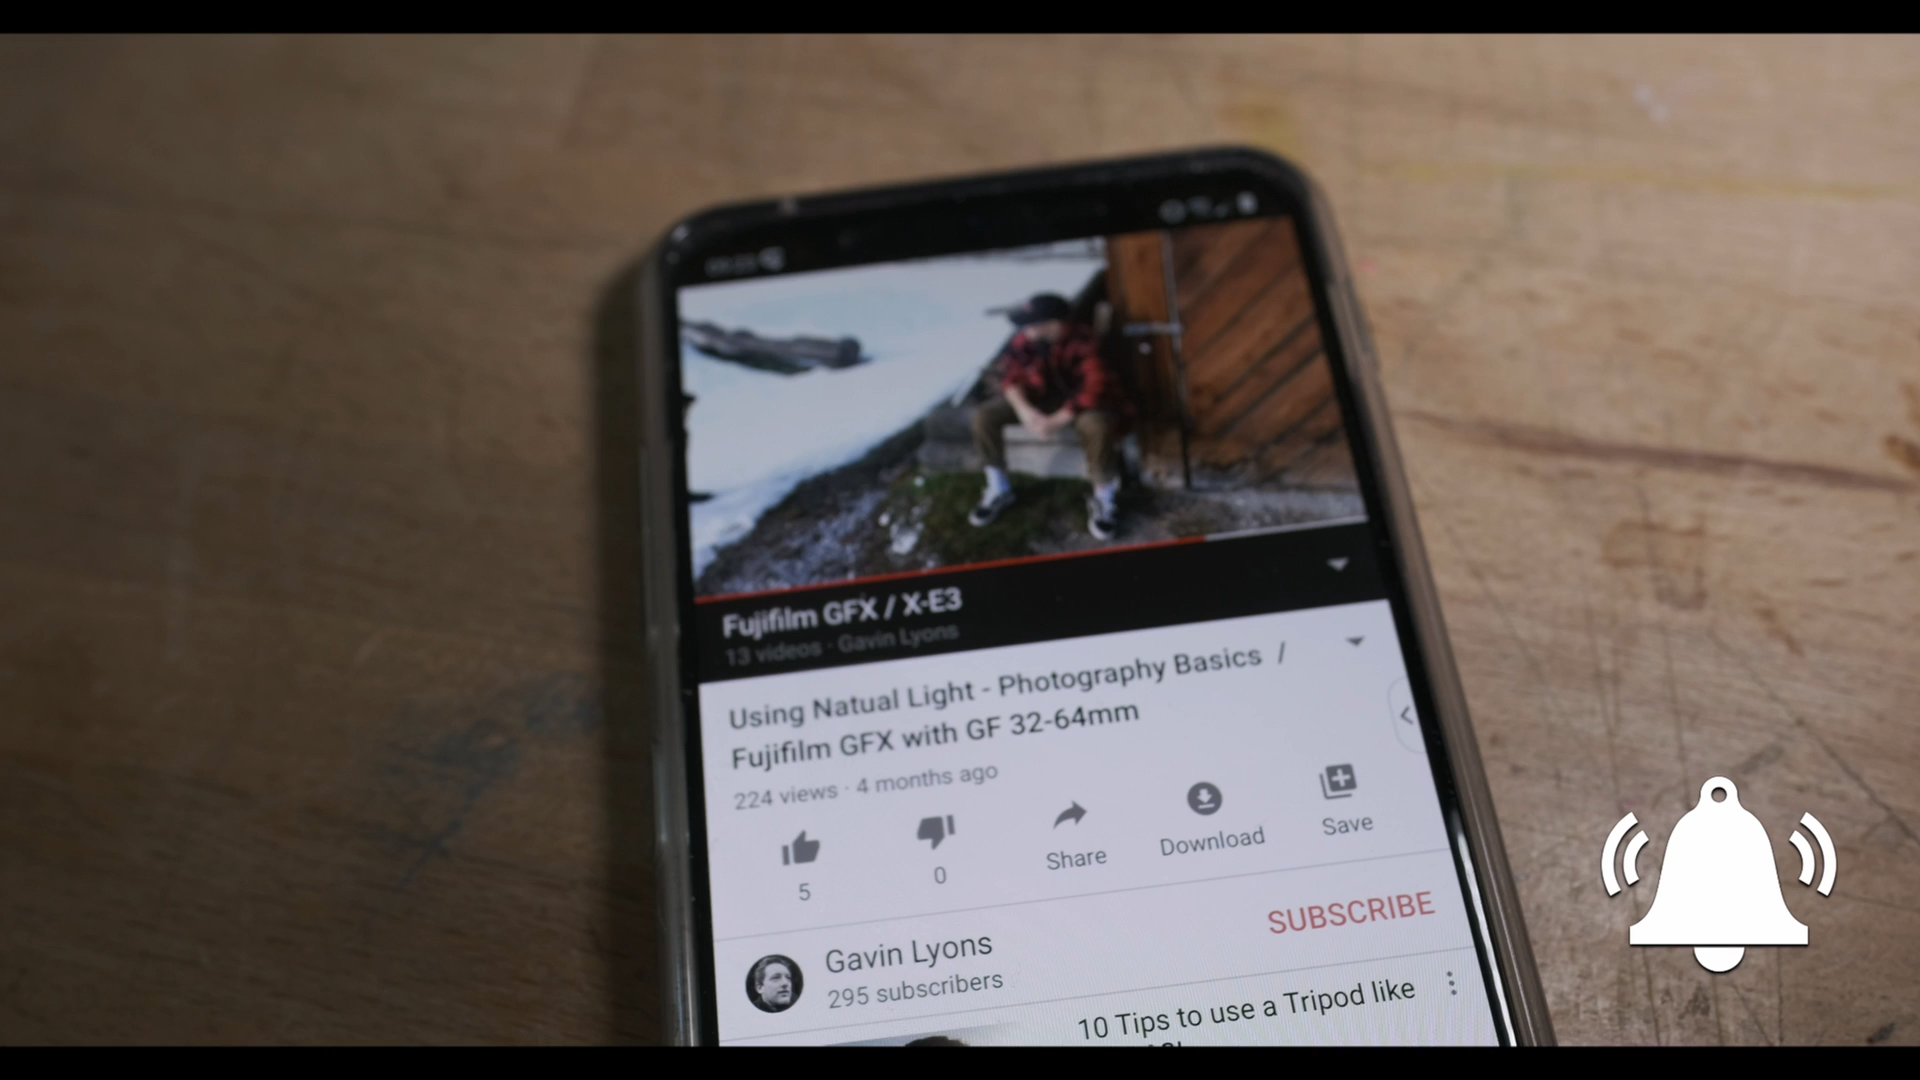 Fujifilm GFX / X-E3
13 videos · Gavin Lyons
Using Natual Light - Photography Basics /
Fujifilm GFX with GF 32-64mm
224 views · 4 months ago
5
0
Share
Download
Save
Gavin Lyons
295 subscribers
SUBSCRIBE
10 Tips to use a Tripod like